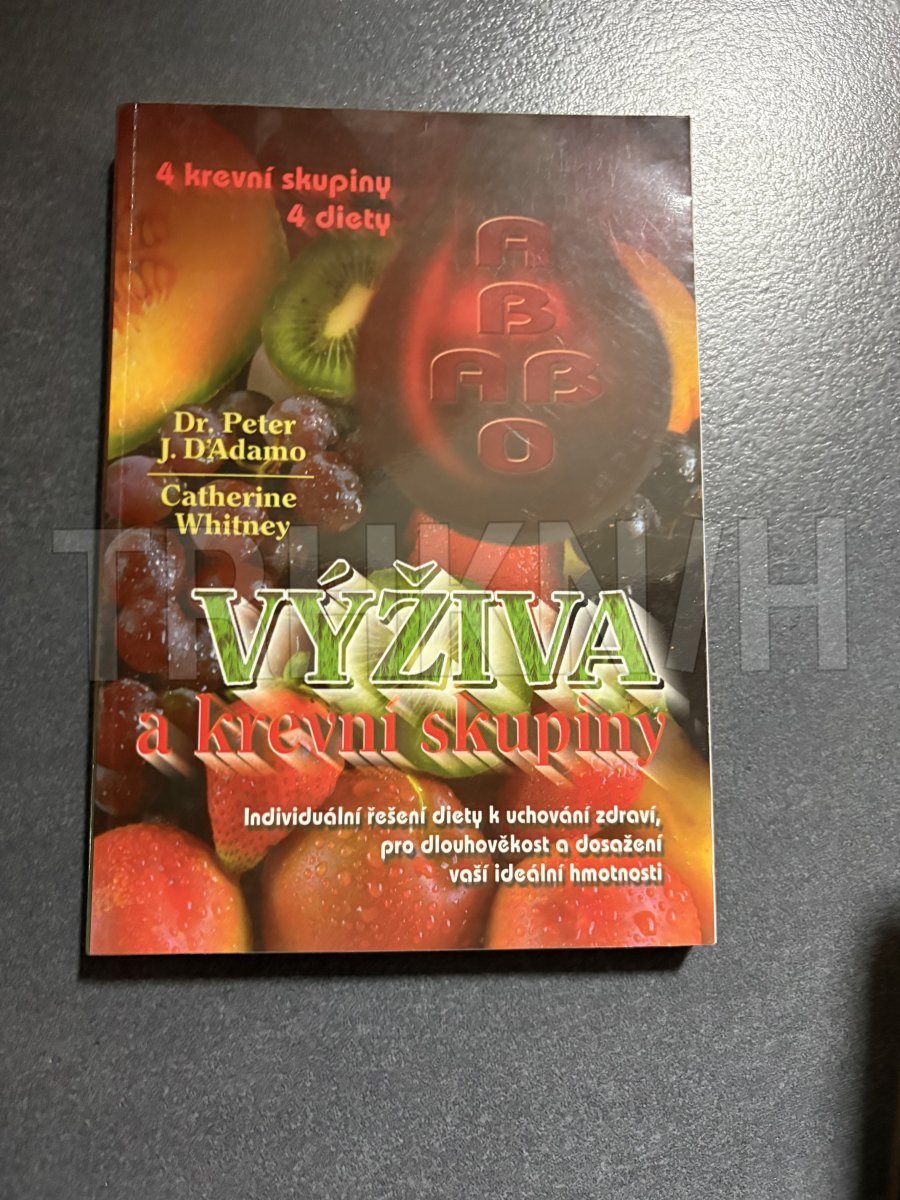 4 krevní skupiny
4 diety
A
B
AB
O
Dr. Peter
J. D'Adamo
Catherine
Whitney
TRHKNIH
VÝŽIVA
a krevní skupiny
Individuální řešení diety k uchování zdraví,
pro dlouhověkost a dosažení
vaší ideální hmotnosti